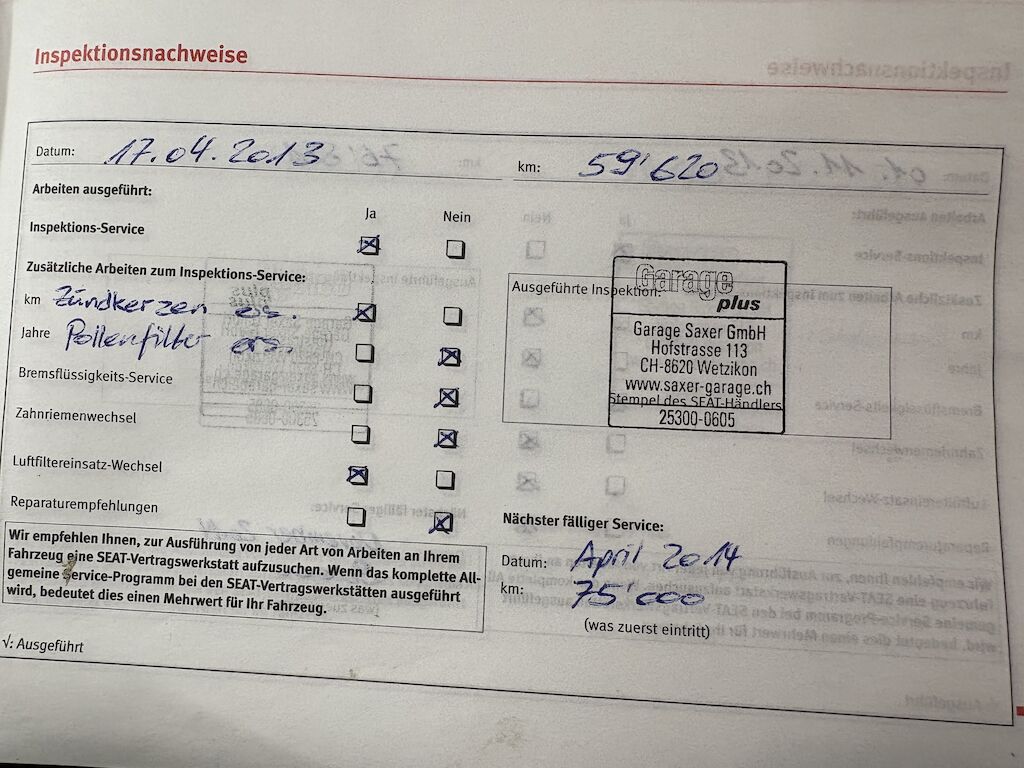 Inspektionsnachweise
Datum: 17.04.2013 km: 59'620
Arbeiten ausgeführt:
Ja Nein
Inspektions-Service
Zusätzliche Arbeiten zum Inspektions-Service:
km Zündkerzen ers.
Jahre Pollenfilter ers.
Bremsflüssigkeits-Service
Zahnriemenwechsel
Luftfiltereinsatz-Wechsel
Reparaturempfehlungen
Wir empfehlen Ihnen, zur Ausführung von jeder Art von Arbeiten an Ihrem
Fahrzeug eine SEAT-Vertragswerkstatt aufzusuchen. Wenn das komplette All-
gemeine Service-Programm bei den SEAT-Vertragswerkstätten ausgeführt
wird, bedeutet dies einen Mehrwert für Ihr Fahrzeug.
√: Ausgeführt
Ausgeführte Inspektion:
Garage
plus
Garage Saxer GmbH
Hofstrasse 113
CH-8620 Wetzikon
www.saxer-garage.ch
Stempel des SEAT-Händlers
25300-0605
Nächster fälliger Service:
Datum: April 2014
km: 75'000
(was zuerst eintritt)